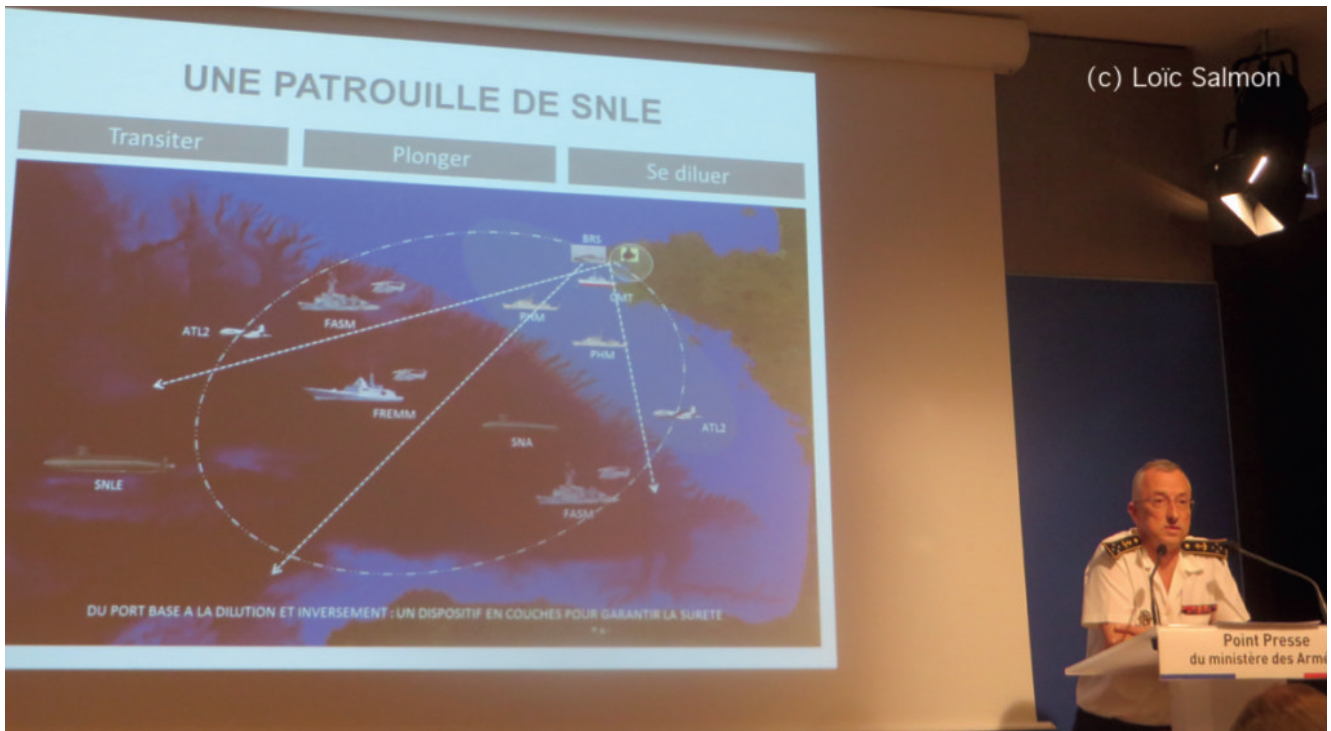 (c) Loïc Salmon
UNE PATROUILLE DE SNLE
Transiter
Plonger
Se diluer
BRS
CMT
PHM
FASM
ATL2
PHM
FREMM
ATL2
SNA
SNLE
FASM
DU PORT BASE A LA DILUTION ET INVERSEMENT : UN DISPOSITIF EN COUCHES POUR GARANTIR LA SURETE
Point Presse
du ministère des Armé